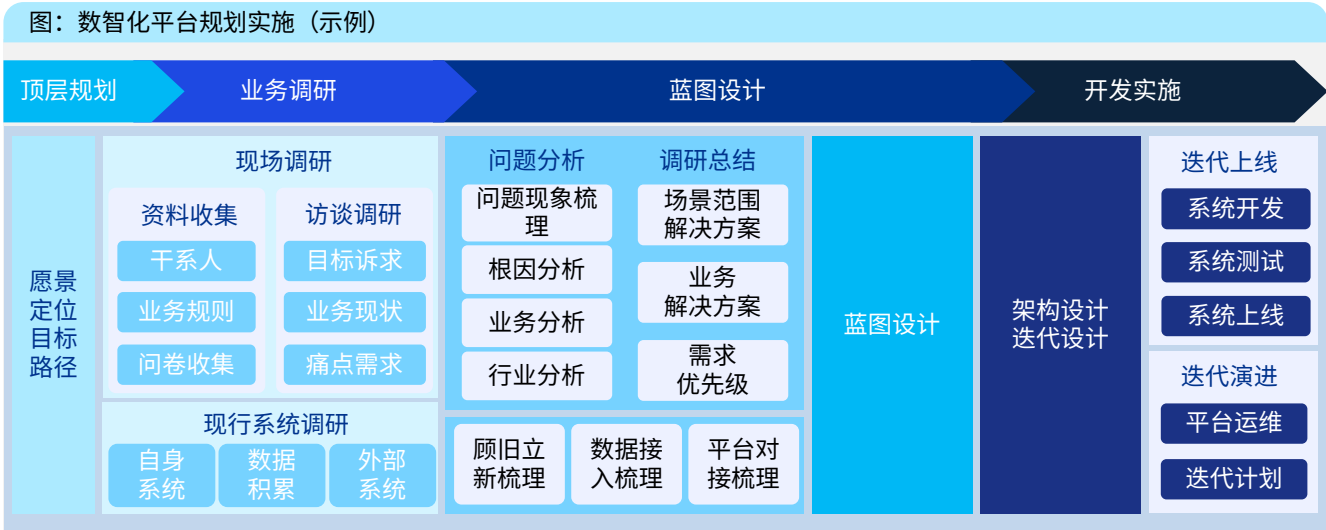 图：数智化平台规划实施（示例）
顶层规划
业务调研
蓝图设计
开发实施
愿景
定位
目标
路径
现场调研
资料收集
干系人
业务规则
问卷收集
访谈调研
目标诉求
业务现状
痛点需求
现行系统调研
自身
系统
数据
积累
外部
系统
问题分析
问题现象梳
理
根因分析
业务分析
行业分析
调研总结
场景范围
解决方案
业务
解决方案
需求
优先级
顾旧立
新梳理
数据接
入梳理
平台对
接梳理
蓝图设计
架构设计
迭代设计
迭代上线
系统开发
系统测试
系统上线
迭代演进
平台运维
迭代计划